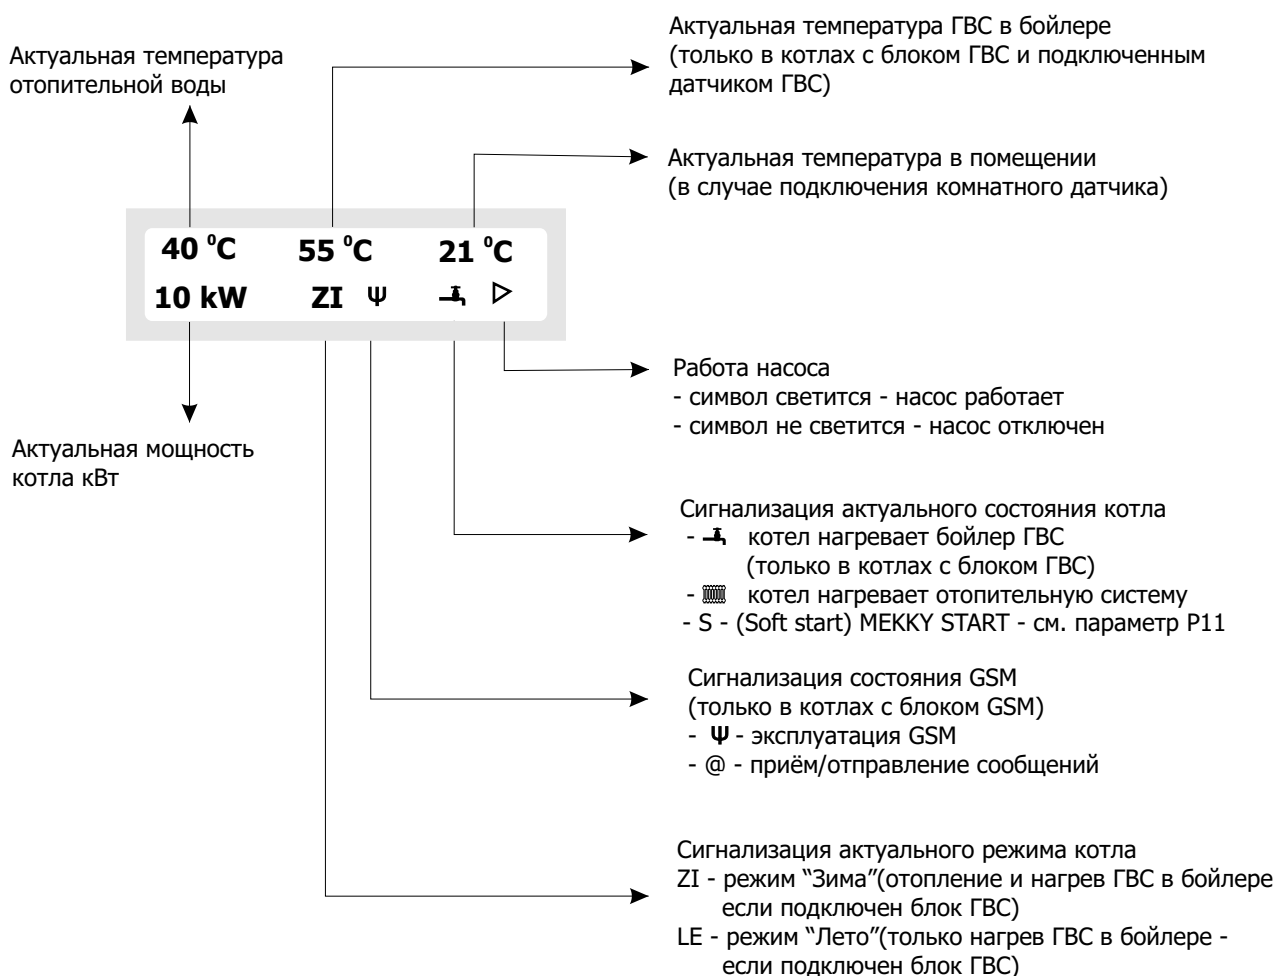 Актуальная температура
отопительной воды
Актуальная температура ГВС в бойлере
(только в котлах с блоком ГВС и подключенным
датчиком ГВС)
Актуальная температура в помещении
(в случае подключения комнатного датчика)
40 ⁰C 55 ⁰C 21 ⁰C
10 kW ZI Ψ
Актуальная мощность
котла кВт
Работа насоса
- символ светится - насос работает
- символ не светится - насос отключен
Сигнализация актуального состояния котла
- котел нагревает бойлер ГВС
(только в котлах с блоком ГВС)
- котел нагревает отопительную систему
- S - (Soft start) MEKKY START - см. параметр P11
Сигнализация состояния GSM
(только в котлах с блоком GSM)
- Ψ - эксплуатация GSM
- @ - приём/отправление сообщений
Сигнализация актуального режима котла
ZI - режим “Зима”(отопление и нагрев ГВС в бойлере
если подключен блок ГВС)
LE - режим “Лето”(только нагрев ГВС в бойлере -
если подключен блок ГВС)